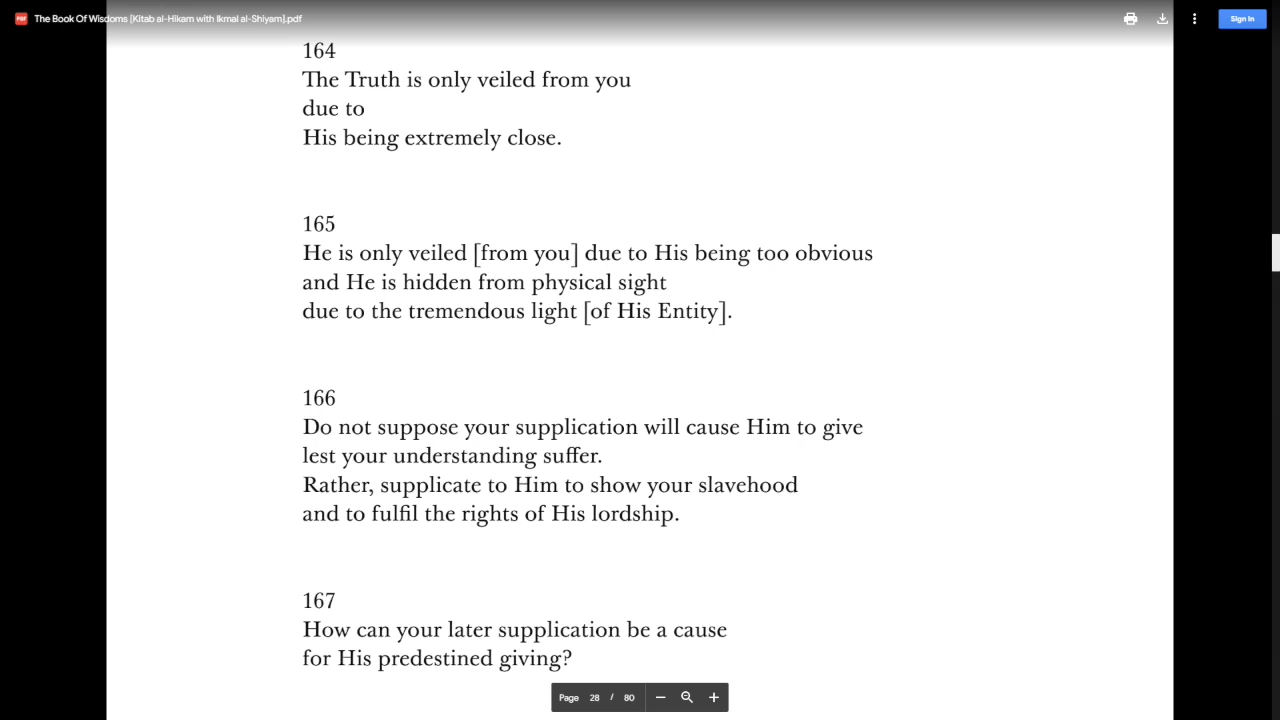 The Book Of Wisdoms [Kitab al-Hikam with Ikmal al-Shiyam].pdf
Sign in
164
The Truth is only veiled from you
due to
His being extremely close.
165
He is only veiled [from you] due to His being too obvious
and He is hidden from physical sight
due to the tremendous light [of His Entity].
166
Do not suppose your supplication will cause Him to give
lest your understanding suffer.
Rather, supplicate to Him to show your slavehood
and to fulfil the rights of His lordship.
167
How can your later supplication be a cause
for His predestined giving?
Page 28 / 80